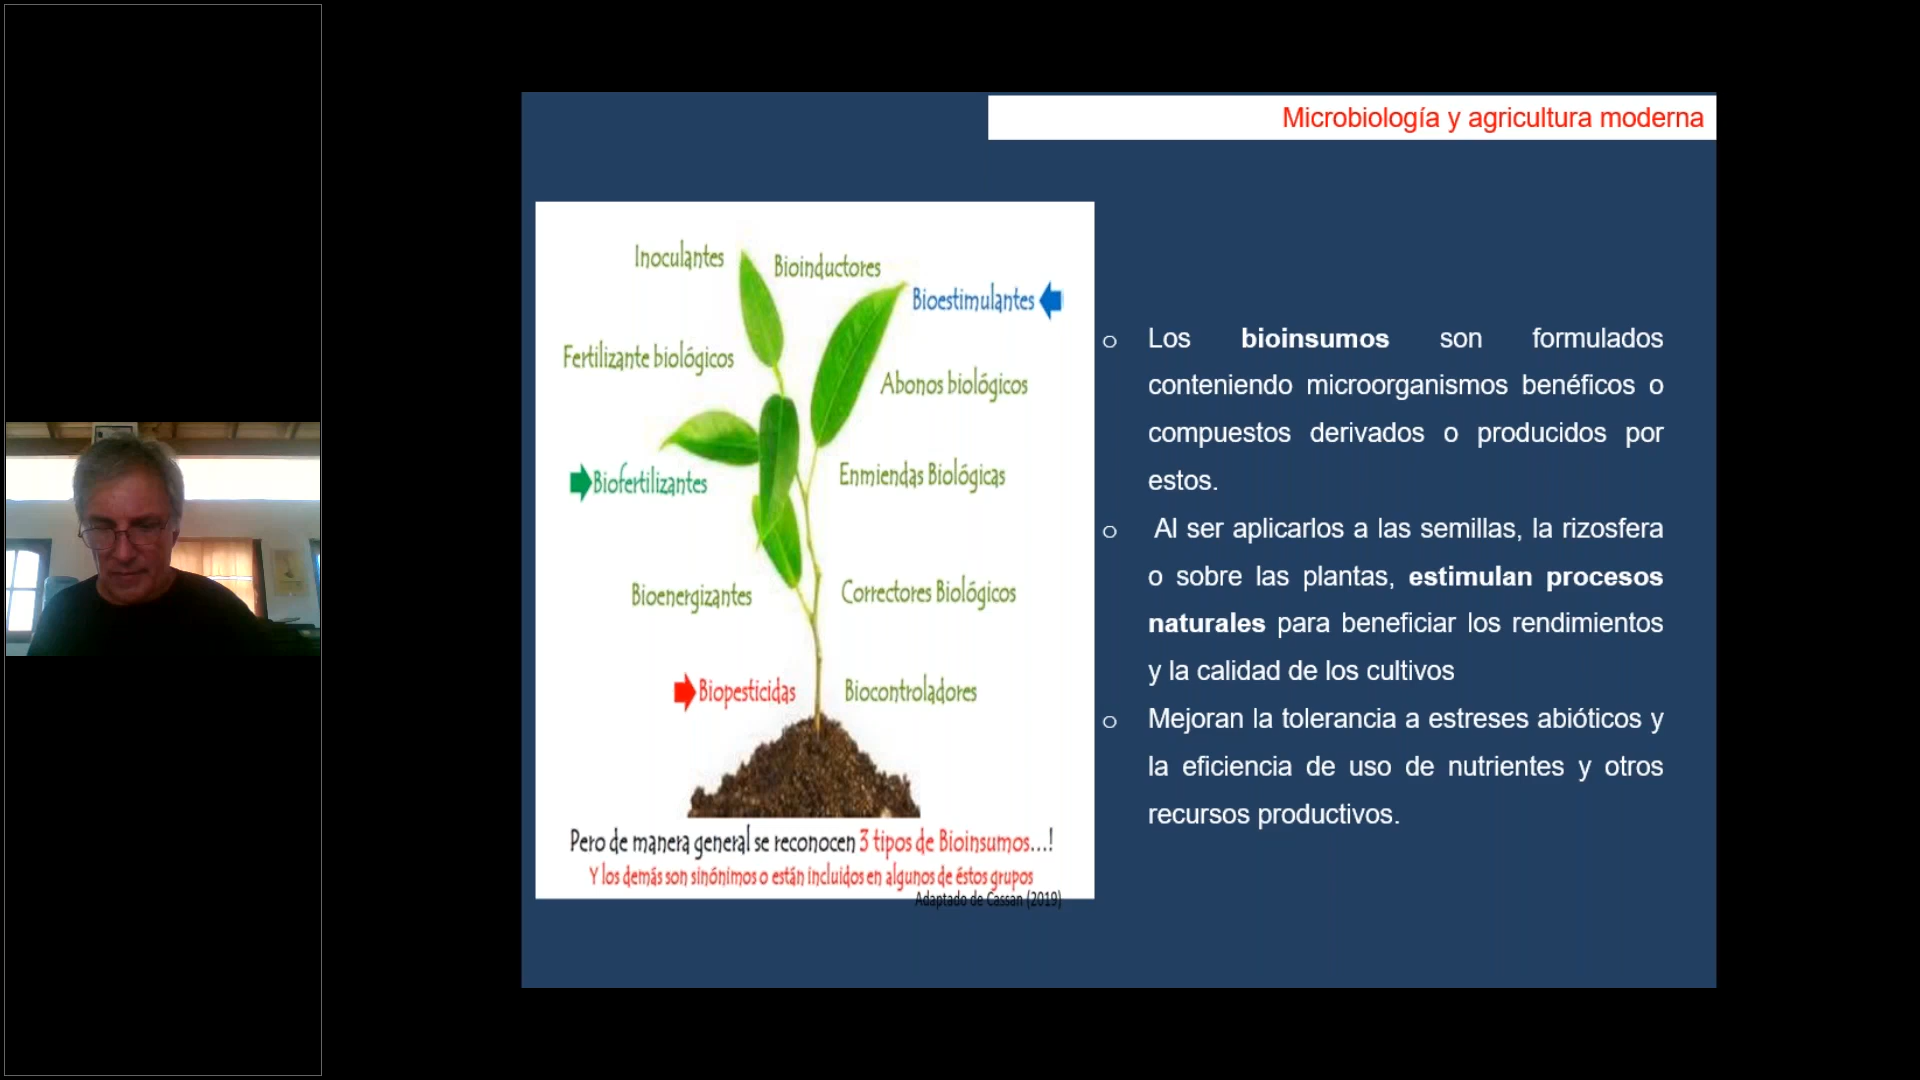 Microbiología y agricultura moderna
Inoculantes
Bioinductores
Bioestimulantes
Fertilizante biológicos
Abonos biológicos
Biofertilizantes
Enmiendas Biológicas
Bioenergizantes
Correctores Biológicos
Biopesticidas
Biocontroladores
Pero de manera general se reconocen 3 tipos de Bioinsumos...!
Y los demás son sinónimos o están incluidos en algunos de éstos grupos
Adaptado de Cassan (2019)
o Los bioinsumos son formulados
conteniendo microorganismos benéficos o
compuestos derivados o producidos por
estos.
o Al ser aplicarlos a las semillas, la rizosfera
o sobre las plantas, estimulan procesos
naturales para beneficiar los rendimientos
y la calidad de los cultivos
o Mejoran la tolerancia a estreses abióticos y
la eficiencia de uso de nutrientes y otros
recursos productivos.